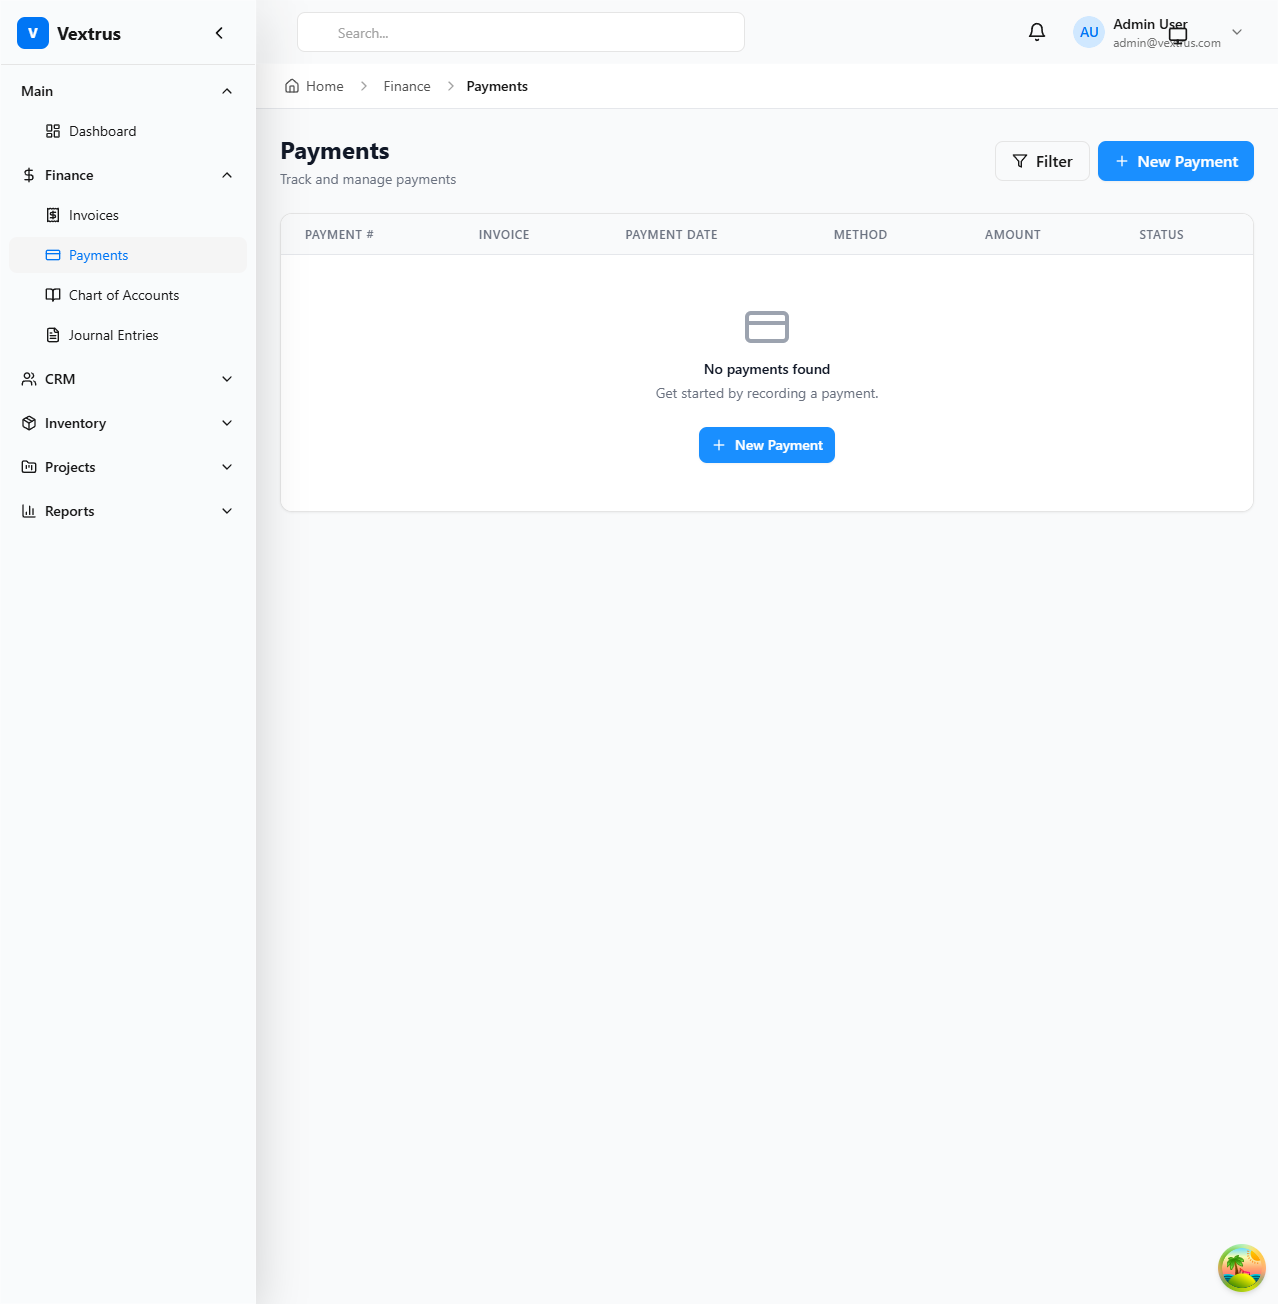 V Vextrus
Search...
AU
Admin User
admin@vextrus.com
Main
Dashboard
Finance
Invoices
Payments
Chart of Accounts
Journal Entries
CRM
Inventory
Projects
Reports
Home
Finance
Payments
Payments
Track and manage payments
Filter
New Payment
PAYMENT # INVOICE PAYMENT DATE METHOD AMOUNT STATUS
No payments found
Get started by recording a payment.
New Payment